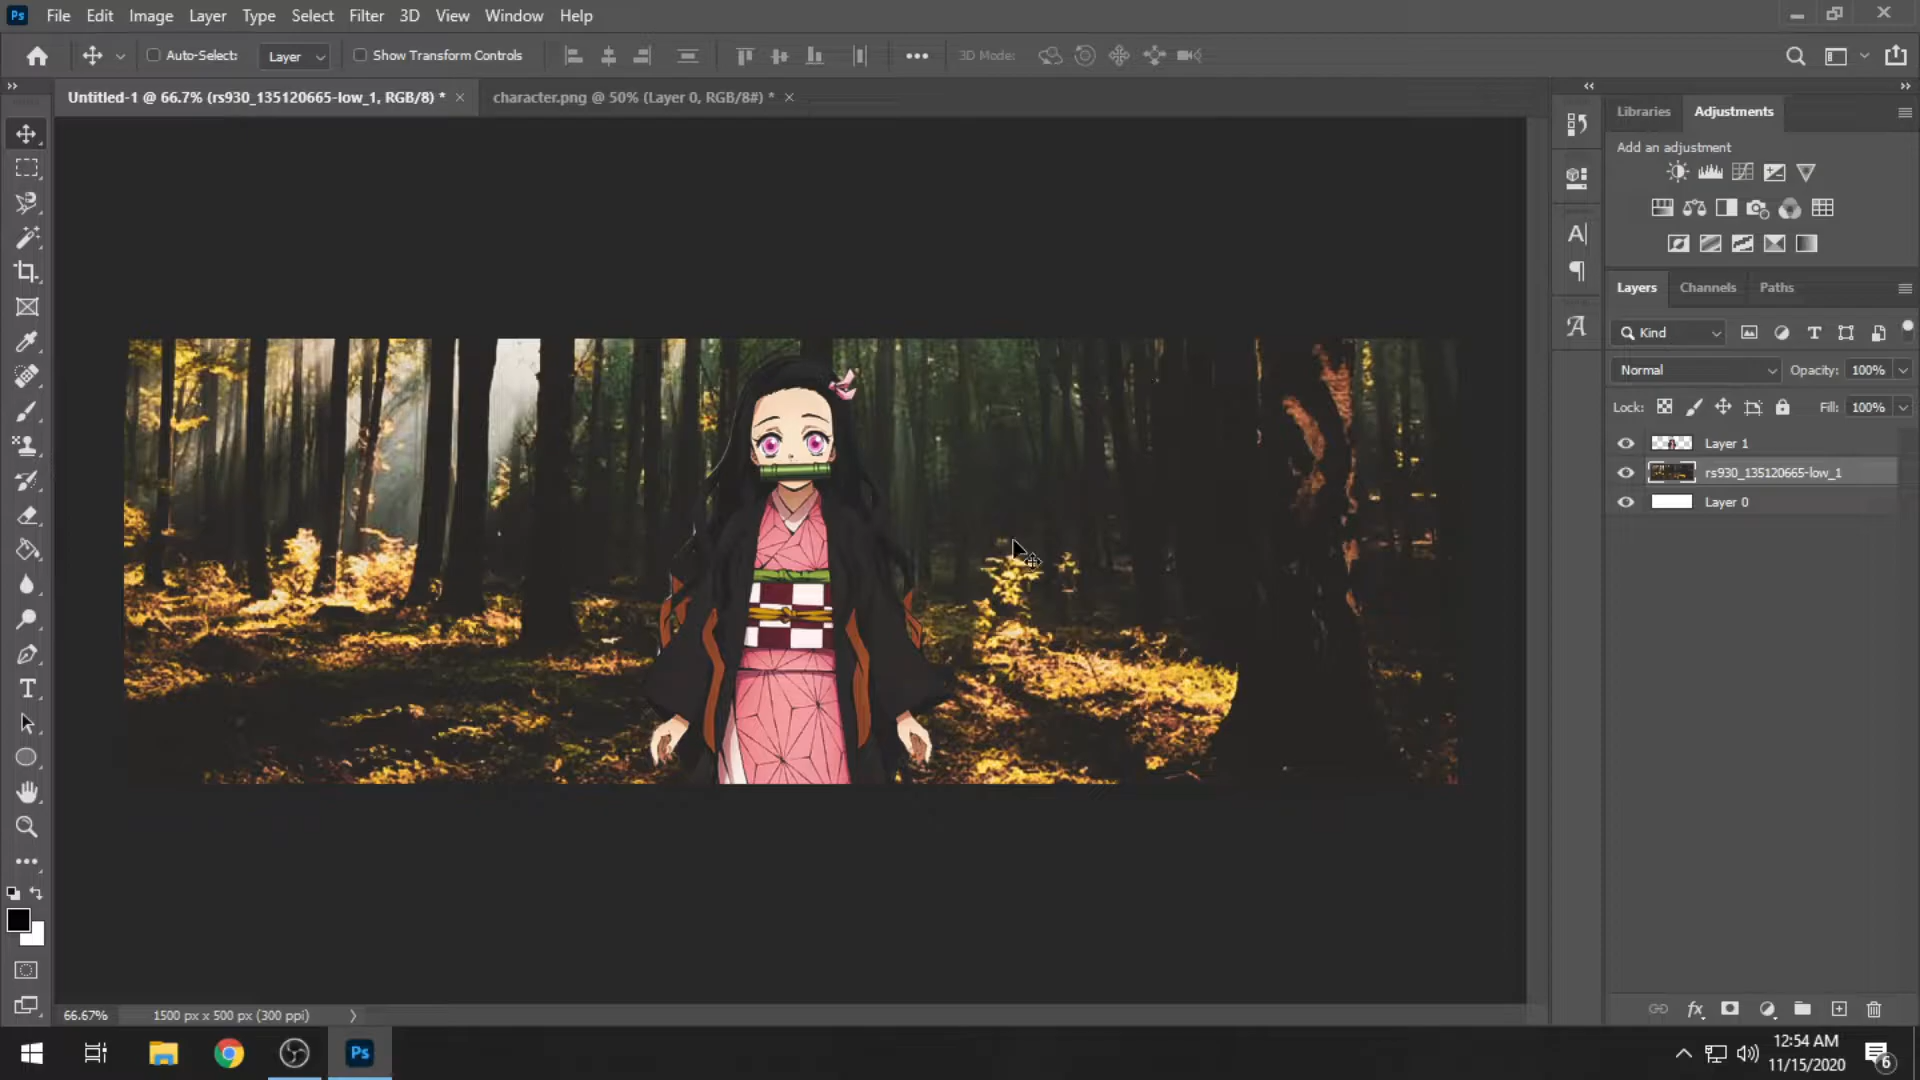 Ps File Edit Image Layer Type Select Filter 3D View Window Help
Auto-Select: Layer Show Transform Controls 3D Mode:
Untitled-1 @ 66.7% (rs930_135120665-low_1, RGB/8) * character.png @ 50% (Layer 0, RGB/8#) *
Libraries Adjustments
Add an adjustment
Layers Channels Paths
Kind
Normal Opacity: 100%
Lock: Fill: 100%
Layer 1
rs930_135120665-low_1
Layer 0
66.67% 1500 px x 500 px (300 ppi)
Ps
12:54 AM
11/15/2020
6